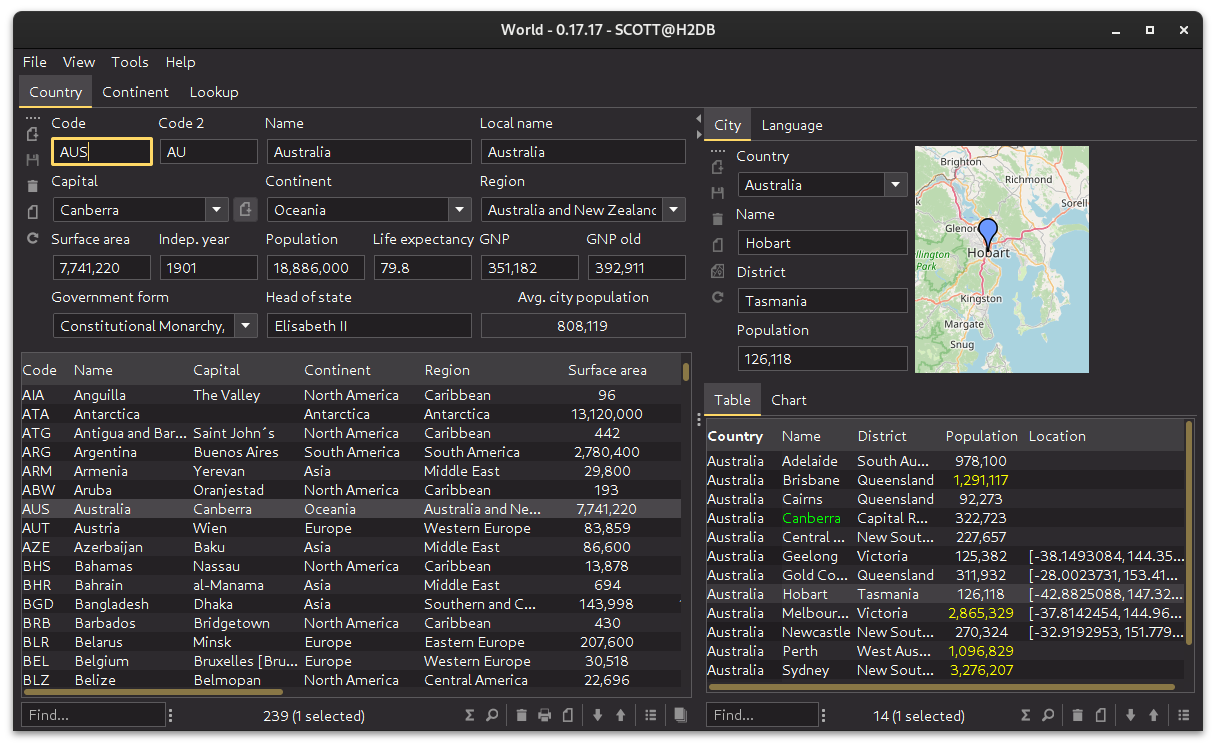 World - 0.17.17 - SCOTT@H2DB
File View Tools Help
Country Continent Lookup
Code Code 2 Name Local name
AUS AU Australia Australia
Capital Continent Region
Canberra Oceania Australia and New Zealanc
Surface area Indep. year Population Life expectancy GNP GNP old
7,741,220 1901 18,886,000 79.8 351,182 392,911
Government form Head of state Avg. city population
Constitutional Monarchy, Elisabeth II 808,119
Code Name Capital Continent Region Surface area
AIA Anguilla The Valley North America Caribbean 96
ATA Antarctica Antarctica Antarctica 13,120,000
ATG Antigua and Bar... Saint John´s North America Caribbean 442
ARG Argentina Buenos Aires South America South America 2,780,400
ARM Armenia Yerevan Asia Middle East 29,800
ABW Aruba Oranjestad North America Caribbean 193
AUS Australia Canberra Oceania Australia and Ne... 7,741,220
AUT Austria Wien Europe Western Europe 83,859
AZE Azerbaijan Baku Asia Middle East 86,600
BHS Bahamas Nassau North America Caribbean 13,878
BHR Bahrain al-Manama Asia Middle East 694
BGD Bangladesh Dhaka Asia Southern and C... 143,998
BRB Barbados Bridgetown North America Caribbean 430
BLR Belarus Minsk Europe Eastern Europe 207,600
BEL Belgium Bruxelles [Bru... Europe Western Europe 30,518
BLZ Belize Belmopan North America Central America 22,696
Find... 239 (1 selected)
City Language
Country
Australia
Name
Hobart
District
Tasmania
Population
126,118
Brighton
Richmond
Sorell
Glenor
Hobart
llington
Park
Kingston
Margate
Snug
Table Chart
Country Name District Population Location
Australia Adelaide South Au... 978,100
Australia Brisbane Queensland 1,291,117
Australia Cairns Queensland 92,273
Australia Canberra Capital R... 322,723
Australia Central ... New Sout... 227,657
Australia Geelong Victoria 125,382 [-38.1493084,144.35...
Australia Gold Co... Queensland 311,932 [-28.0023731,153.41...
Australia Hobart Tasmania 126,118 [-42.8825088,147.32...
Australia Melbour... Victoria 2,865,329 [-37.8142454,144.96...
Australia Newcastle New Sout... 270,324 [-32.9192953,151.779...
Australia Perth West Aus... 1,096,829
Australia Sydney New Sout... 3,276,207
Find... 14 (1 selected)